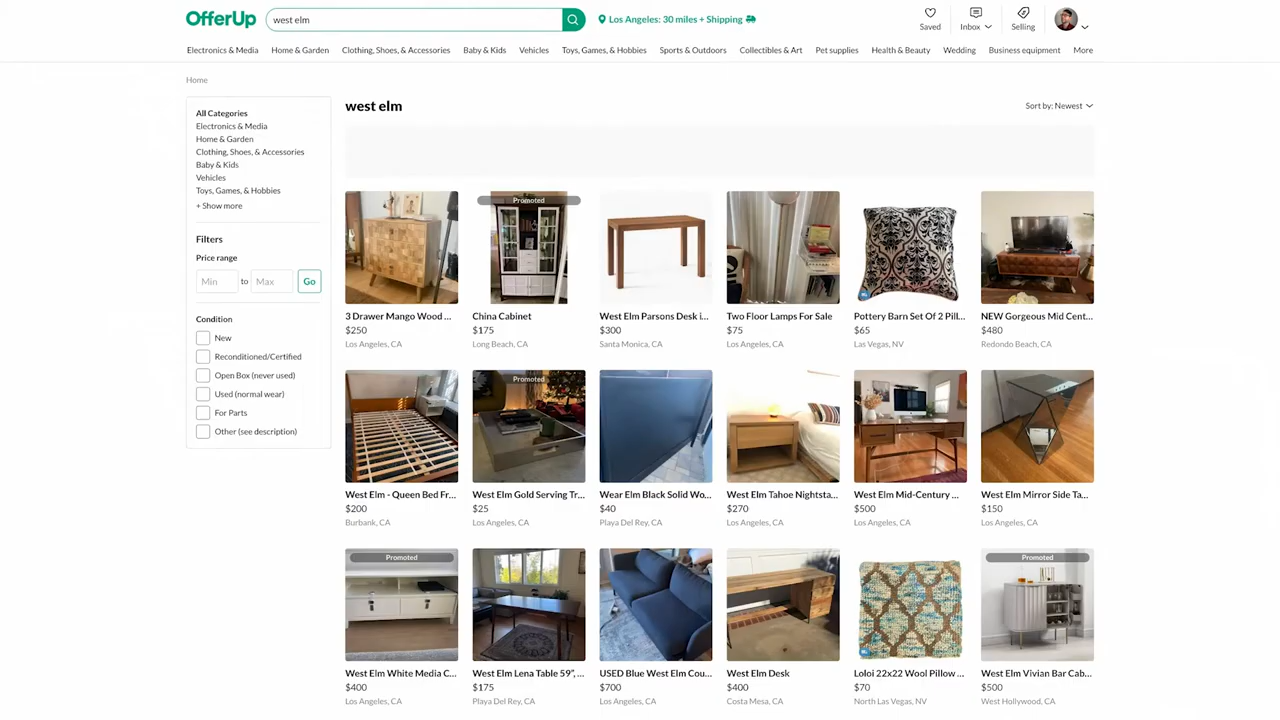 OfferUp
west elm
Los Angeles: 30 miles + Shipping
Saved
Inbox
Selling
Electronics & Media
Home & Garden
Clothing, Shoes, & Accessories
Baby & Kids
Vehicles
Toys, Games, & Hobbies
Sports & Outdoors
Collectibles & Art
Pet supplies
Health & Beauty
Wedding
Business equipment
More
Home
All Categories
Electronics & Media
Home & Garden
Clothing, Shoes, & Accessories
Baby & Kids
Vehicles
Toys, Games, & Hobbies
+ Show more
Filters
Price range
Min
to
Max
Go
Condition
New
Reconditioned/Certified
Open Box (never used)
Used (normal wear)
For Parts
Other (see description)
west elm
Sort by: Newest
3 Drawer Mango Wood ...
$250
Los Angeles, CA
Promoted
China Cabinet
$175
Long Beach, CA
West Elm Parsons Desk i...
$300
Santa Monica, CA
Two Floor Lamps For Sale
$75
Los Angeles, CA
Pottery Barn Set Of 2 Pill...
$65
Las Vegas, NV
NEW Gorgeous Mid Cent...
$480
Redondo Beach, CA
West Elm - Queen Bed Fr...
$200
Burbank, CA
Promoted
West Elm Gold Serving Tr...
$25
Los Angeles, CA
Wear Elm Black Solid Wo...
$40
Playa Del Rey, CA
West Elm Tahoe Nightsta...
$270
Los Angeles, CA
West Elm Mid-Century ...
$500
Los Angeles, CA
West Elm Mirror Side Ta...
$150
Los Angeles, CA
Promoted
West Elm White Media C...
$400
Los Angeles, CA
West Elm Lena Table 59”, ...
$175
Playa Del Rey, CA
USED Blue West Elm Cou...
$700
Los Angeles, CA
West Elm Desk
$400
Costa Mesa, CA
Loloi 22x22 Wool Pillow ...
$70
North Las Vegas, NV
Promoted
West Elm Vivian Bar Cab...
$500
West Hollywood, CA